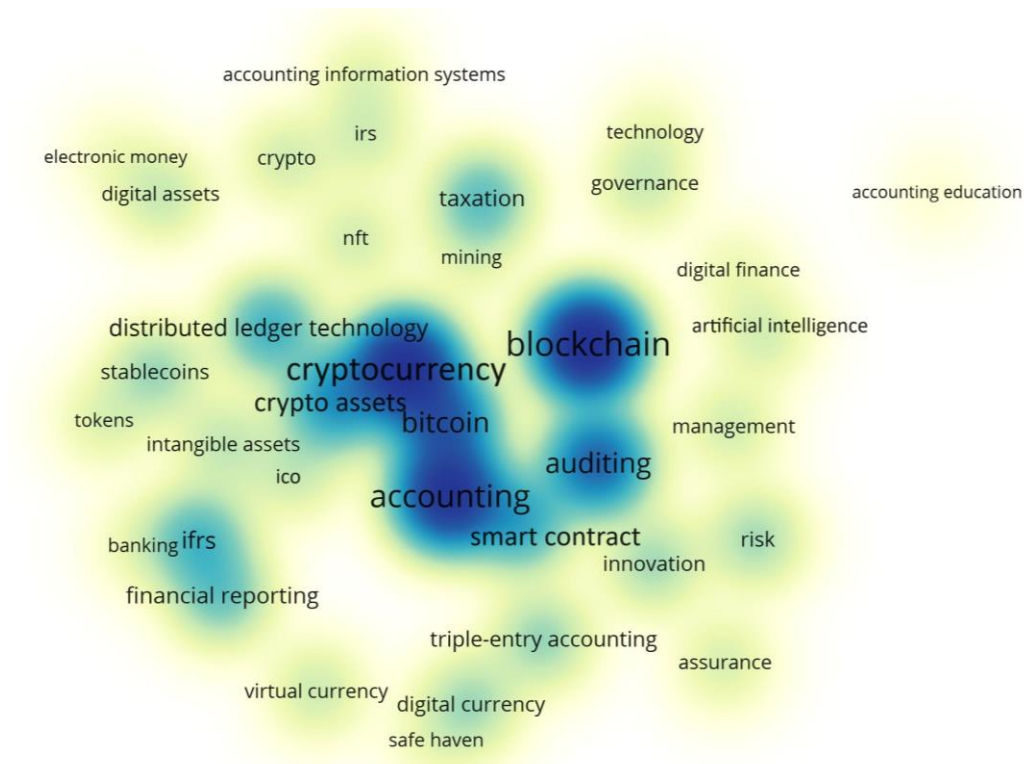 accounting information systems
irs
technology
electronic money
crypto
digital assets
taxation
governance
accounting education
nft
mining
digital finance
distributed ledger technology
blockchain
artificial intelligence
stablecoins
cryptocurrency
crypto assets
tokens
bitcoin
management
intangible assets
auditing
ico
accounting
banking
ifrs
smart contract
risk
innovation
financial reporting
triple-entry accounting
assurance
virtual currency
digital currency
safe haven